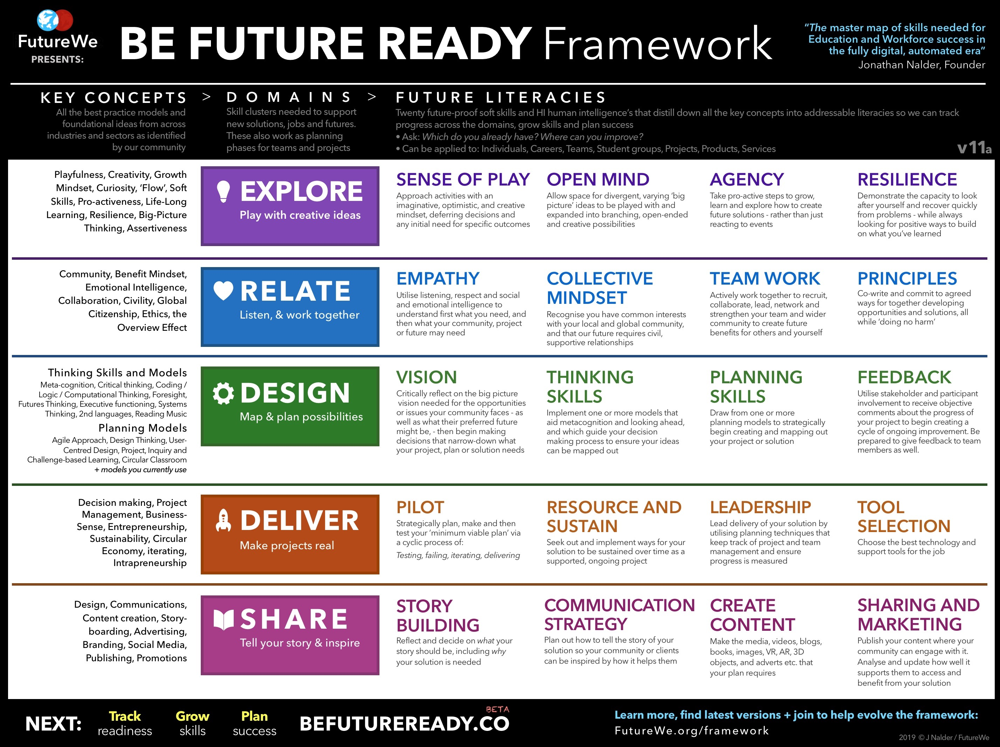 FutureWe
PRESENTS:
BE FUTURE READY Framework
“The master map of skills needed for
Education and Workforce success in
the fully digital, automated era”
Jonathan Nalder, Founder
KEY CONCEPTS > DOMAINS > FUTURE LITERACIES
All the best practice models and
foundational ideas from across
industries and sectors as identified
by our community
Skill clusters needed to support
new solutions, jobs and futures.
These also work as planning
phases for teams and projects
Twenty future-proof soft skills and HI human intelligence’s that distill down all the key concepts into addressable literacies so we can track
progress across the domains, grow skills and plan success
• Ask: Which do you already have? Where can you improve?
• Can be applied to: Individuals, Careers, Teams, Student groups, Projects, Products, Services
v11a
Playfulness, Creativity, Growth
Mindset, Curiosity, ‘Flow’, Soft
Skills, Pro-activeness, Life-Long
Learning, Resilience, Big-Picture
Thinking, Assertiveness
EXPLORE
Play with creative ideas
SENSE OF PLAY
Approach activities with an
imaginative, optimistic, and creative
mindset, deferring decisions and
any initial need for specific outcomes
OPEN MIND
Allow space for divergent, varying ‘big
picture’ ideas to be played with and
expanded into branching, open-ended
and creative possibilities
AGENCY
Take pro-active steps to grow,
learn and explore how to create
future solutions - rather than just
reacting to events
RESILIENCE
Demonstrate the capacity to look
after yourself and recover quickly
from problems - while always
looking for positive ways to build
on what you’ve learned
Community, Benefit Mindset,
Emotional Intelligence,
Collaboration, Civility, Global
Citizenship, Ethics, the
Overview Effect
RELATE
Listen, & work together
EMPATHY
Utilise listening, respect and social
and emotional intelligence to
understand first what you need, and
then what your community, project
or future may need
COLLECTIVE
MINDSET
Recognise you have common interests
with your local and global community,
and that our future requires civil,
supportive relationships
TEAM WORK
Actively work together to recruit,
collaborate, lead, network and
strengthen your team and wider
community to create future
benefits for others and yourself
PRINCIPLES
Co-write and commit to agreed
ways for together developing
opportunities and solutions, all
while ‘doing no harm’
Thinking Skills and Models
Meta-cognition, Critical thinking, Coding /
Logic / Computational Thinking, Foresight,
Futures Thinking, Executive functioning, Systems
Thinking, 2nd languages, Reading Music
Planning Models
Agile Approach, Design Thinking, User-
Centred Design, Project, Inquiry and
Challenge-based Learning, Circular Classroom
+ models you currently use
DESIGN
Map & plan possibilities
VISION
Critically reflect on the big picture
vision needed for the opportunities
or issues your community faces - as
well as what their preferred future
might be, - then begin making
decisions that narrow-down what
your project, plan or solution needs
THINKING
SKILLS
Implement one or more models that
aid metacognition and looking ahead,
and which guide your decision
making process to ensure your ideas
can be mapped out
PLANNING
SKILLS
Draw from one or more
planning models to strategically
begin creating and mapping out
your project or solution
FEEDBACK
Utilise stakeholder and participant
involvement to receive objective
comments about the progress of
your project to begin creating a
cycle of ongoing improvement. Be
prepared to give feedback to team
members as well.
Decision making, Project
Management, Business-
Sense, Entrepreneurship,
Sustainability, Circular
Economy, iterating,
Intrapreneurship
DELIVER
Make projects real
PILOT
Strategically plan, make and then
test your ‘minimum viable plan’ via
a cyclic process of:
Testing, failing, iterating, delivering
RESOURCE AND
SUSTAIN
Seek out and implement ways for your
solution to be sustained over time as a
supported, ongoing project
LEADERSHIP
Lead delivery of your solution by
utilising planning techniques that
keep track of project and team
management and ensure
progress is measured
TOOL
SELECTION
Choose the best technology and
support tools for the job
Design, Communications,
Content creation, Story-
boarding, Advertising,
Branding, Social Media,
Publishing, Promotions
SHARE
Tell your story & inspire
STORY
BUILDING
Reflect and decide on what your
story should be, including why
your solution is needed
COMMUNICATION
STRATEGY
Plan out how to tell the story of your
solution so your community or clients
can be inspired by how it helps them
CREATE
CONTENT
Make the media, videos, blogs,
books, images, VR, AR, 3D
objects, and adverts etc. that
your plan requires
SHARING AND
MARKETING
Publish your content where your
community can engage with it.
Analyse and update how well it
supports them to access and
benefit from your solution
NEXT:
Track
readiness
Grow
skills
Plan
success
BETA
BEFUTUREREADY.CO
Learn more, find latest versions + join to help evolve the framework:
FutureWe.org/framework
2019 © J Nalder / FutureWe